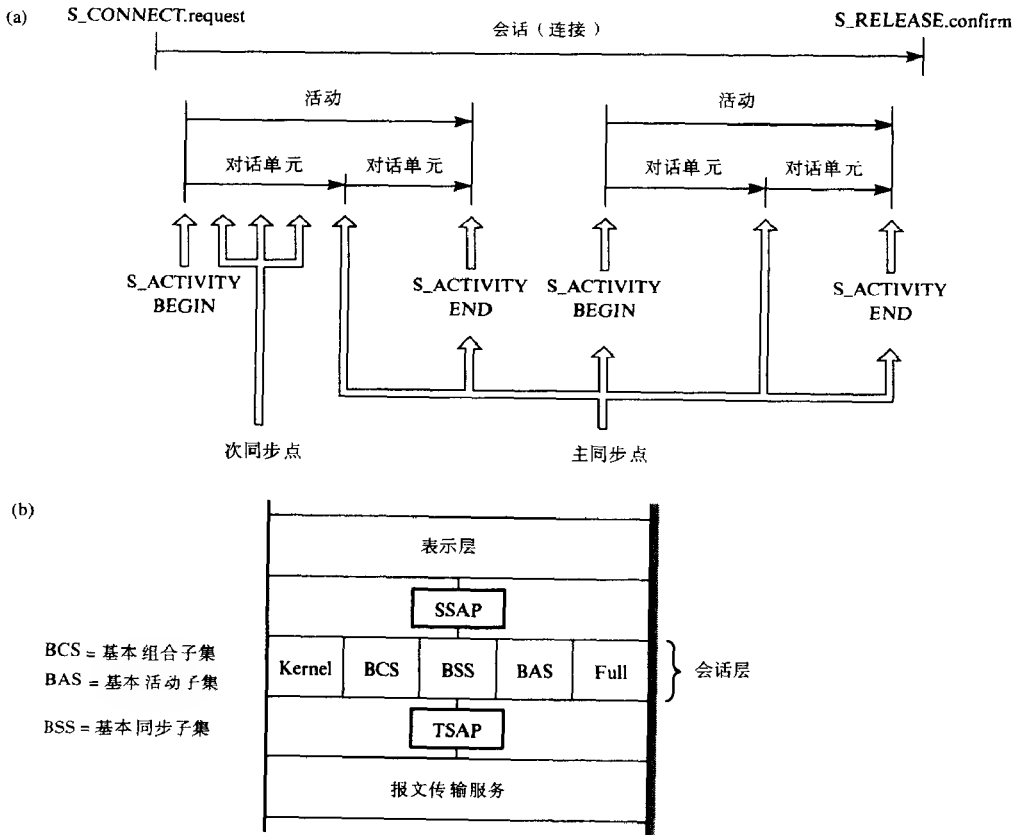 (a)
S_CONNECT.request
会话（连接）
S_RELEASE.confirm
活动
活动
对话单元
对话单元
对话单元
对话单元
S_ACTIVITY
BEGIN
S_ACTIVITY
END
S_ACTIVITY
BEGIN
S_ACTIVITY
END
次同步点
主同步点
(b)
表示层
SSAP
BCS = 基本组合子集
BAS = 基本活动子集
BSS = 基本同步子集
Kernel
BCS
BSS
BAS
Full
会话层
TSAP
报文传输服务